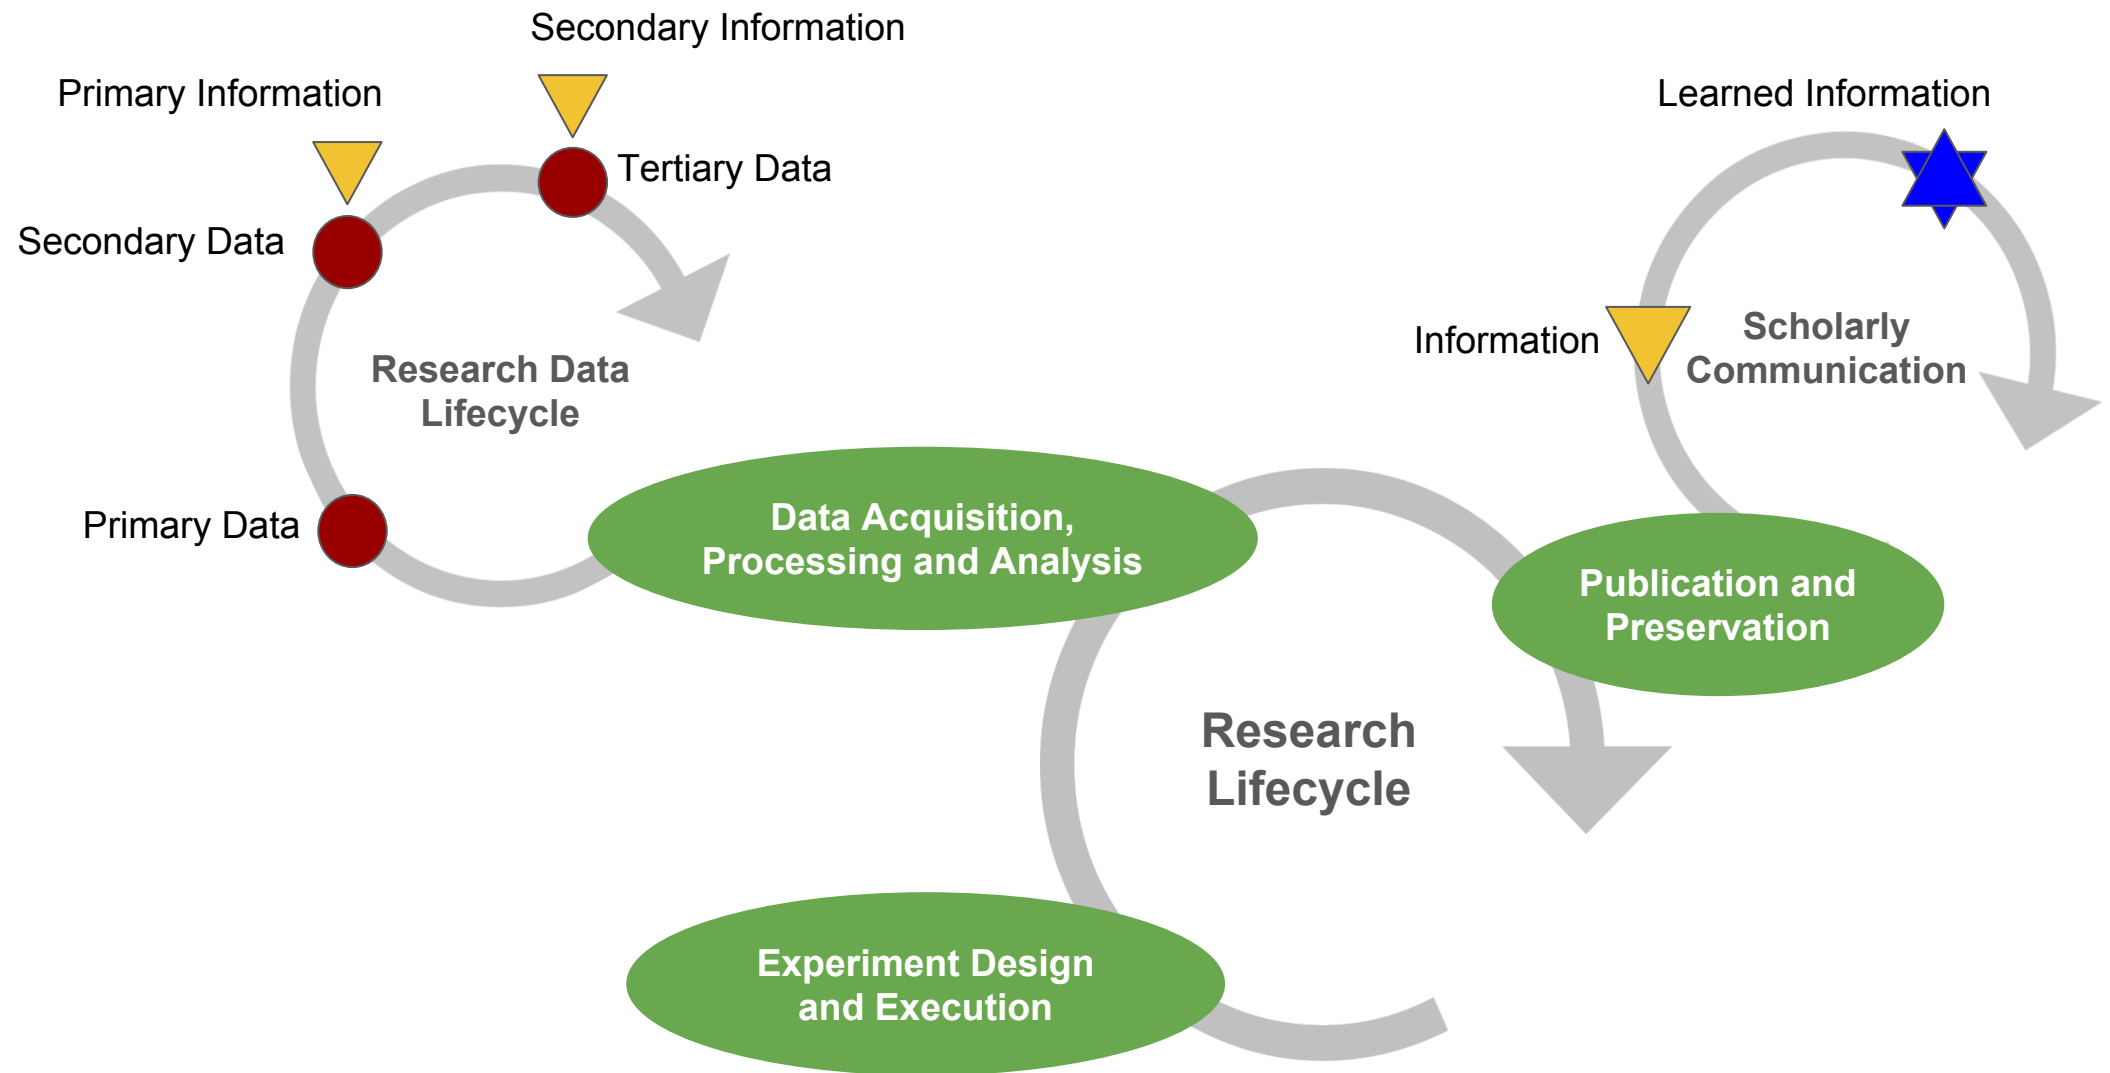 Secondary Information
Primary Information
Learned Information
Tertiary Data
Secondary Data
Research Data
Lifecycle
Information
Scholarly
Communication
Primary Data
Data Acquisition,
Processing and Analysis
Publication and
Preservation
Research
Lifecycle
Experiment Design
and Execution